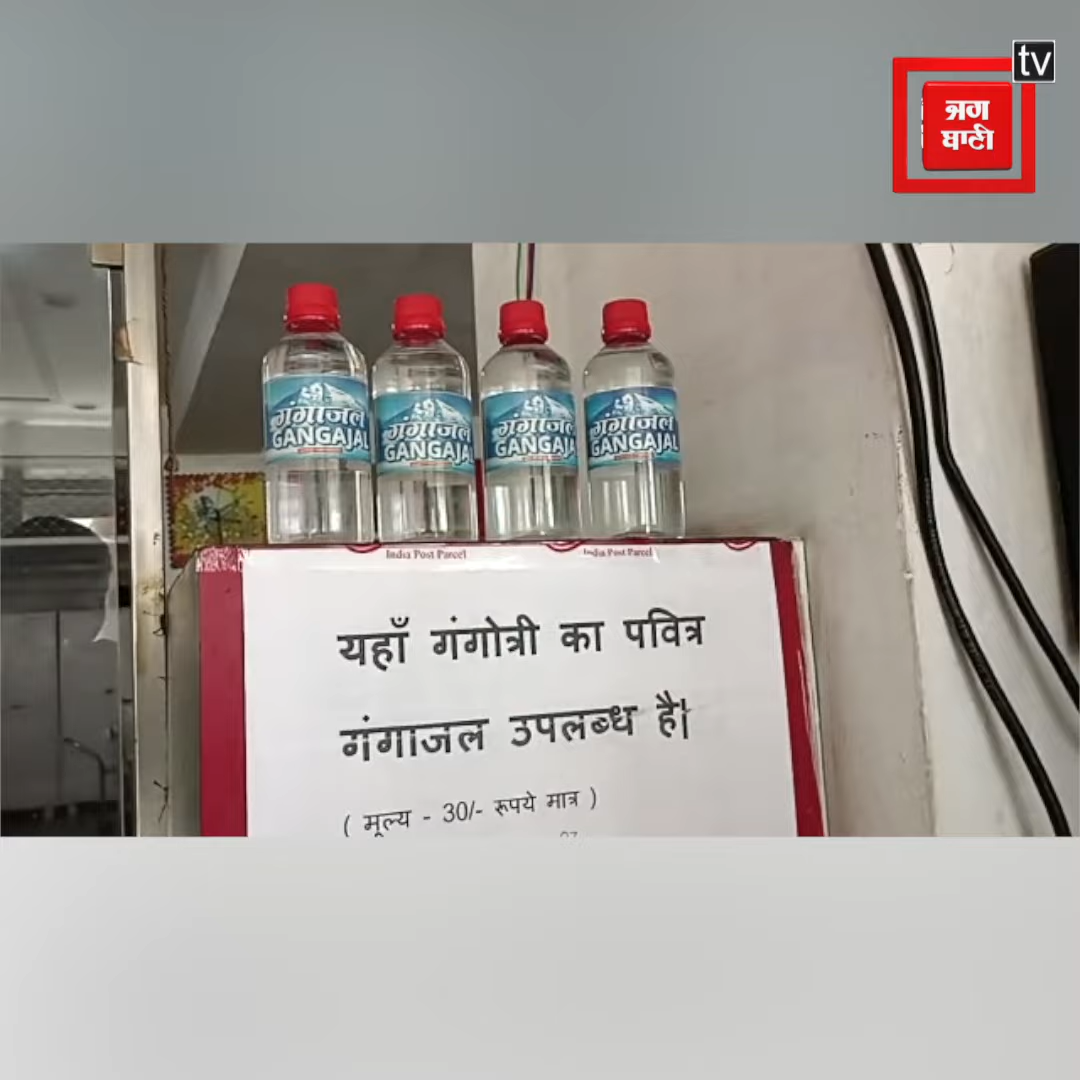 tv
ਜਗ
ਬਾਣੀ
गंगाजल
GANGAJAL
गंगाजल
GANGAJAL
गंगाजल
GANGAJAL
गंगाजल
GANGAJAL
India Post Parcel
India Post Parcel
यहाँ गंगोत्री का पवित्र
गंगाजल उपलब्ध है।
( मूल्य - 30/- रूपये मात्र )